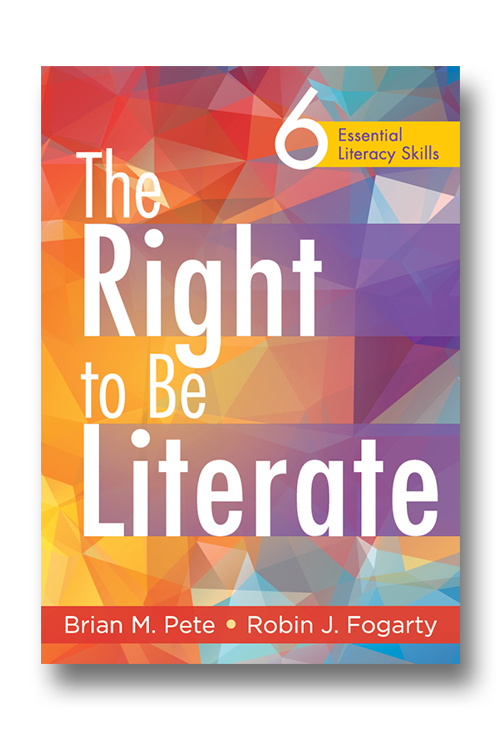 6 Essential
Literacy Skills
The
Right
to Be
Literate
Brian M. Pete • Robin J. Fogarty